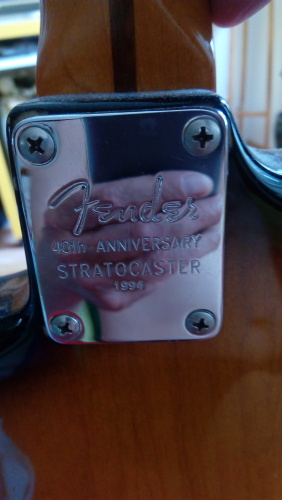 Fender
40th ANNIVERSARY
STRATOCASTER
1994